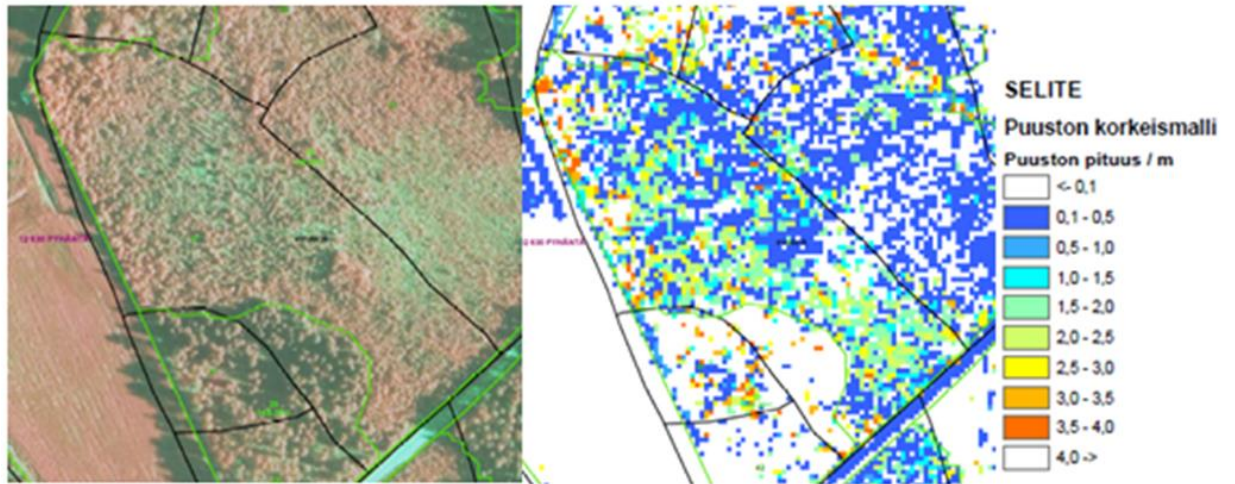 SELITE
Puuston korkeismalli
Puuston pituus / m
<- 0,1
0,1 - 0,5
0,5 - 1,0
1,0 - 1,5
1,5 - 2,0
2,0 - 2,5
2,5 - 3,0
3,0 - 3,5
3,5 - 4,0
4,0 ->